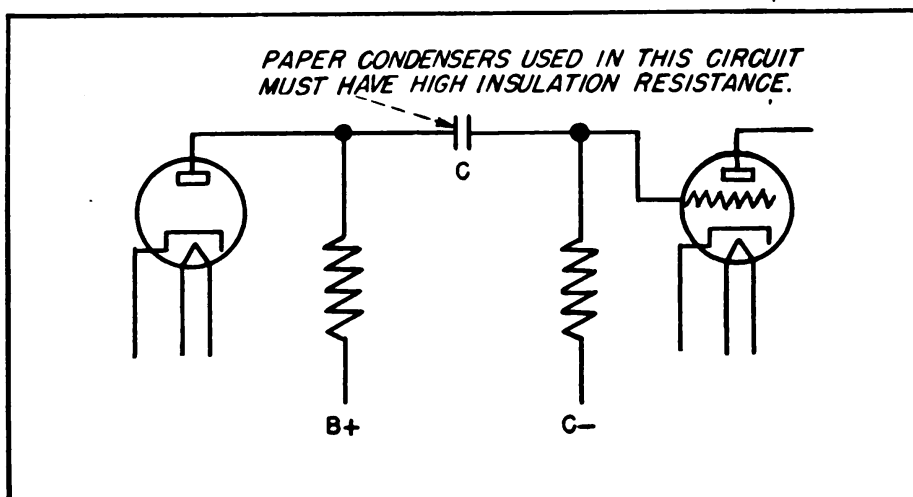 PAPER CONDENSERS USED IN THIS CIRCUIT
MUST HAVE HIGH INSULATION RESISTANCE.
C
B+
C−